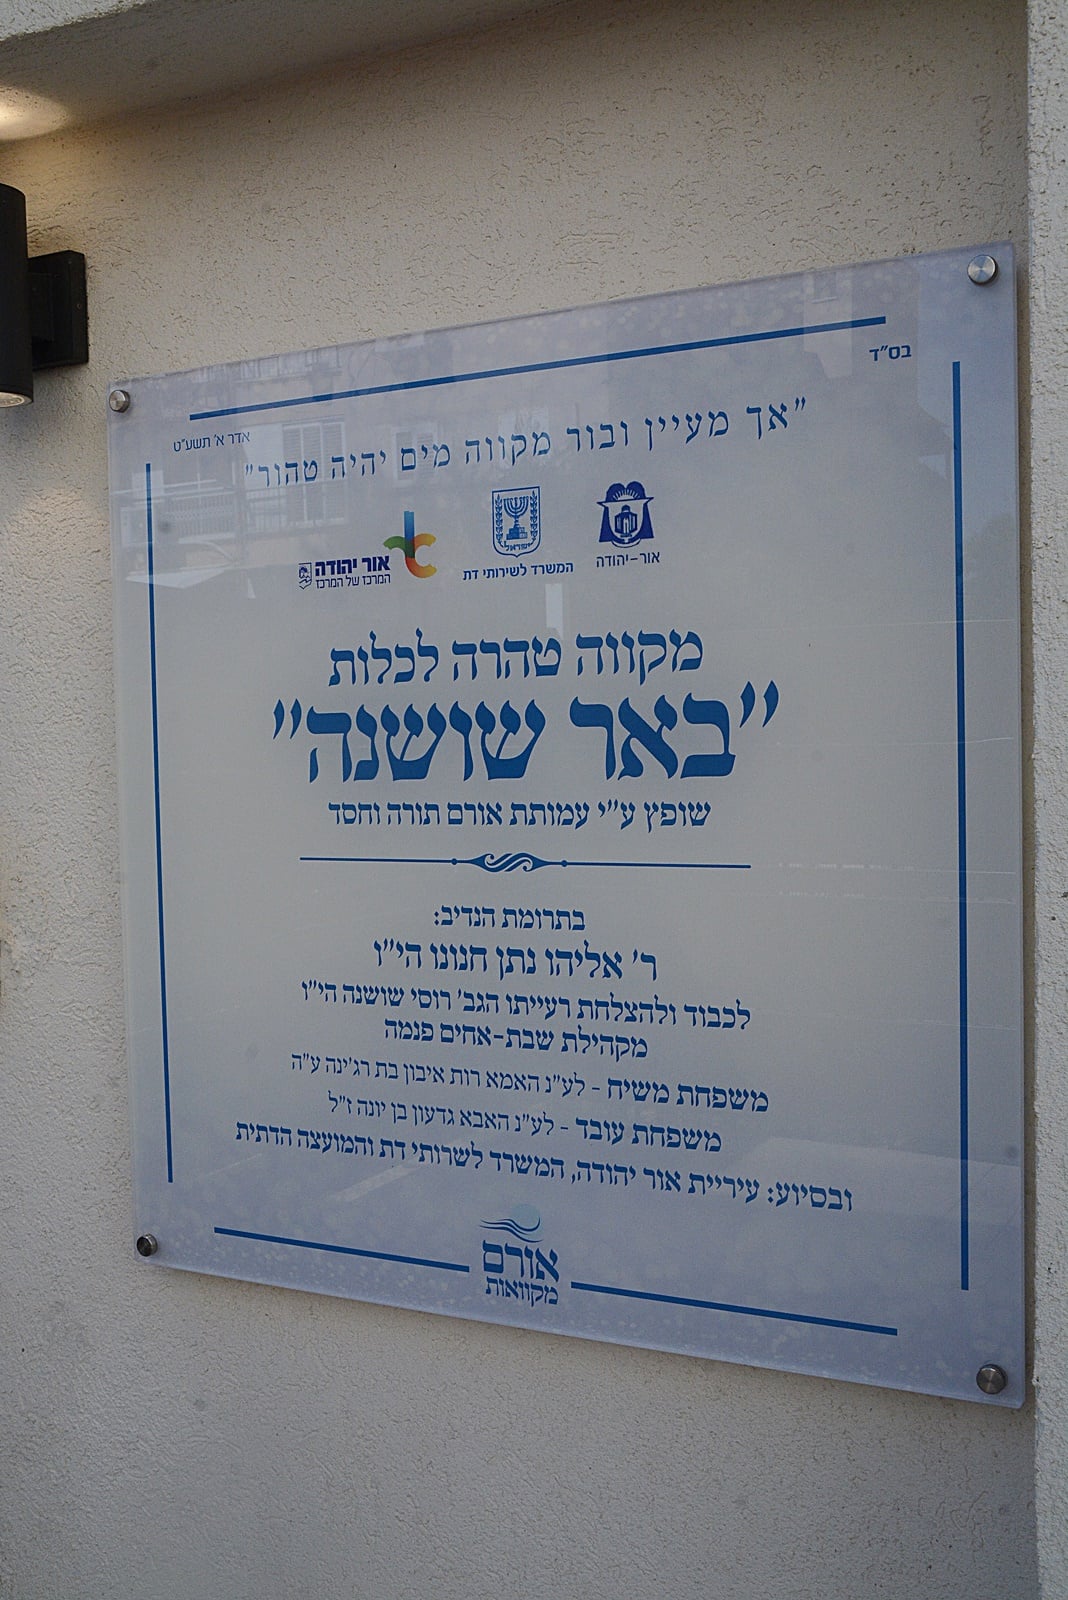 בס״ד
אדר א׳ תשע״ט
״אך מעיין ובור מקווה מים יהיה טהור״
אור-יהודה
ישראל
המשרד לשירותי דת
אור יהודה
המרכז של המרכז
מקווה טהרה לכלות
״באר שושנה״
שופץ ע״י עמותת אורם תורה וחסד
בתרומת הנדיב:
ר׳ אליהו נתן חנונו הי״ו
לכבוד ולהצלחת רעייתו הגב׳ רוסי שושנה הי״ו
מקהילת שבת-אחים פנמה
משפחת משיח - לע״נ האמא רות איבון בת רג׳ינה ע״ה
משפחת עובד - לע״נ האבא גדעון בן יונה ז״ל
ובסיוע: עיריית אור יהודה, המשרד לשרותי דת והמועצה הדתית
אורם
מקוואות